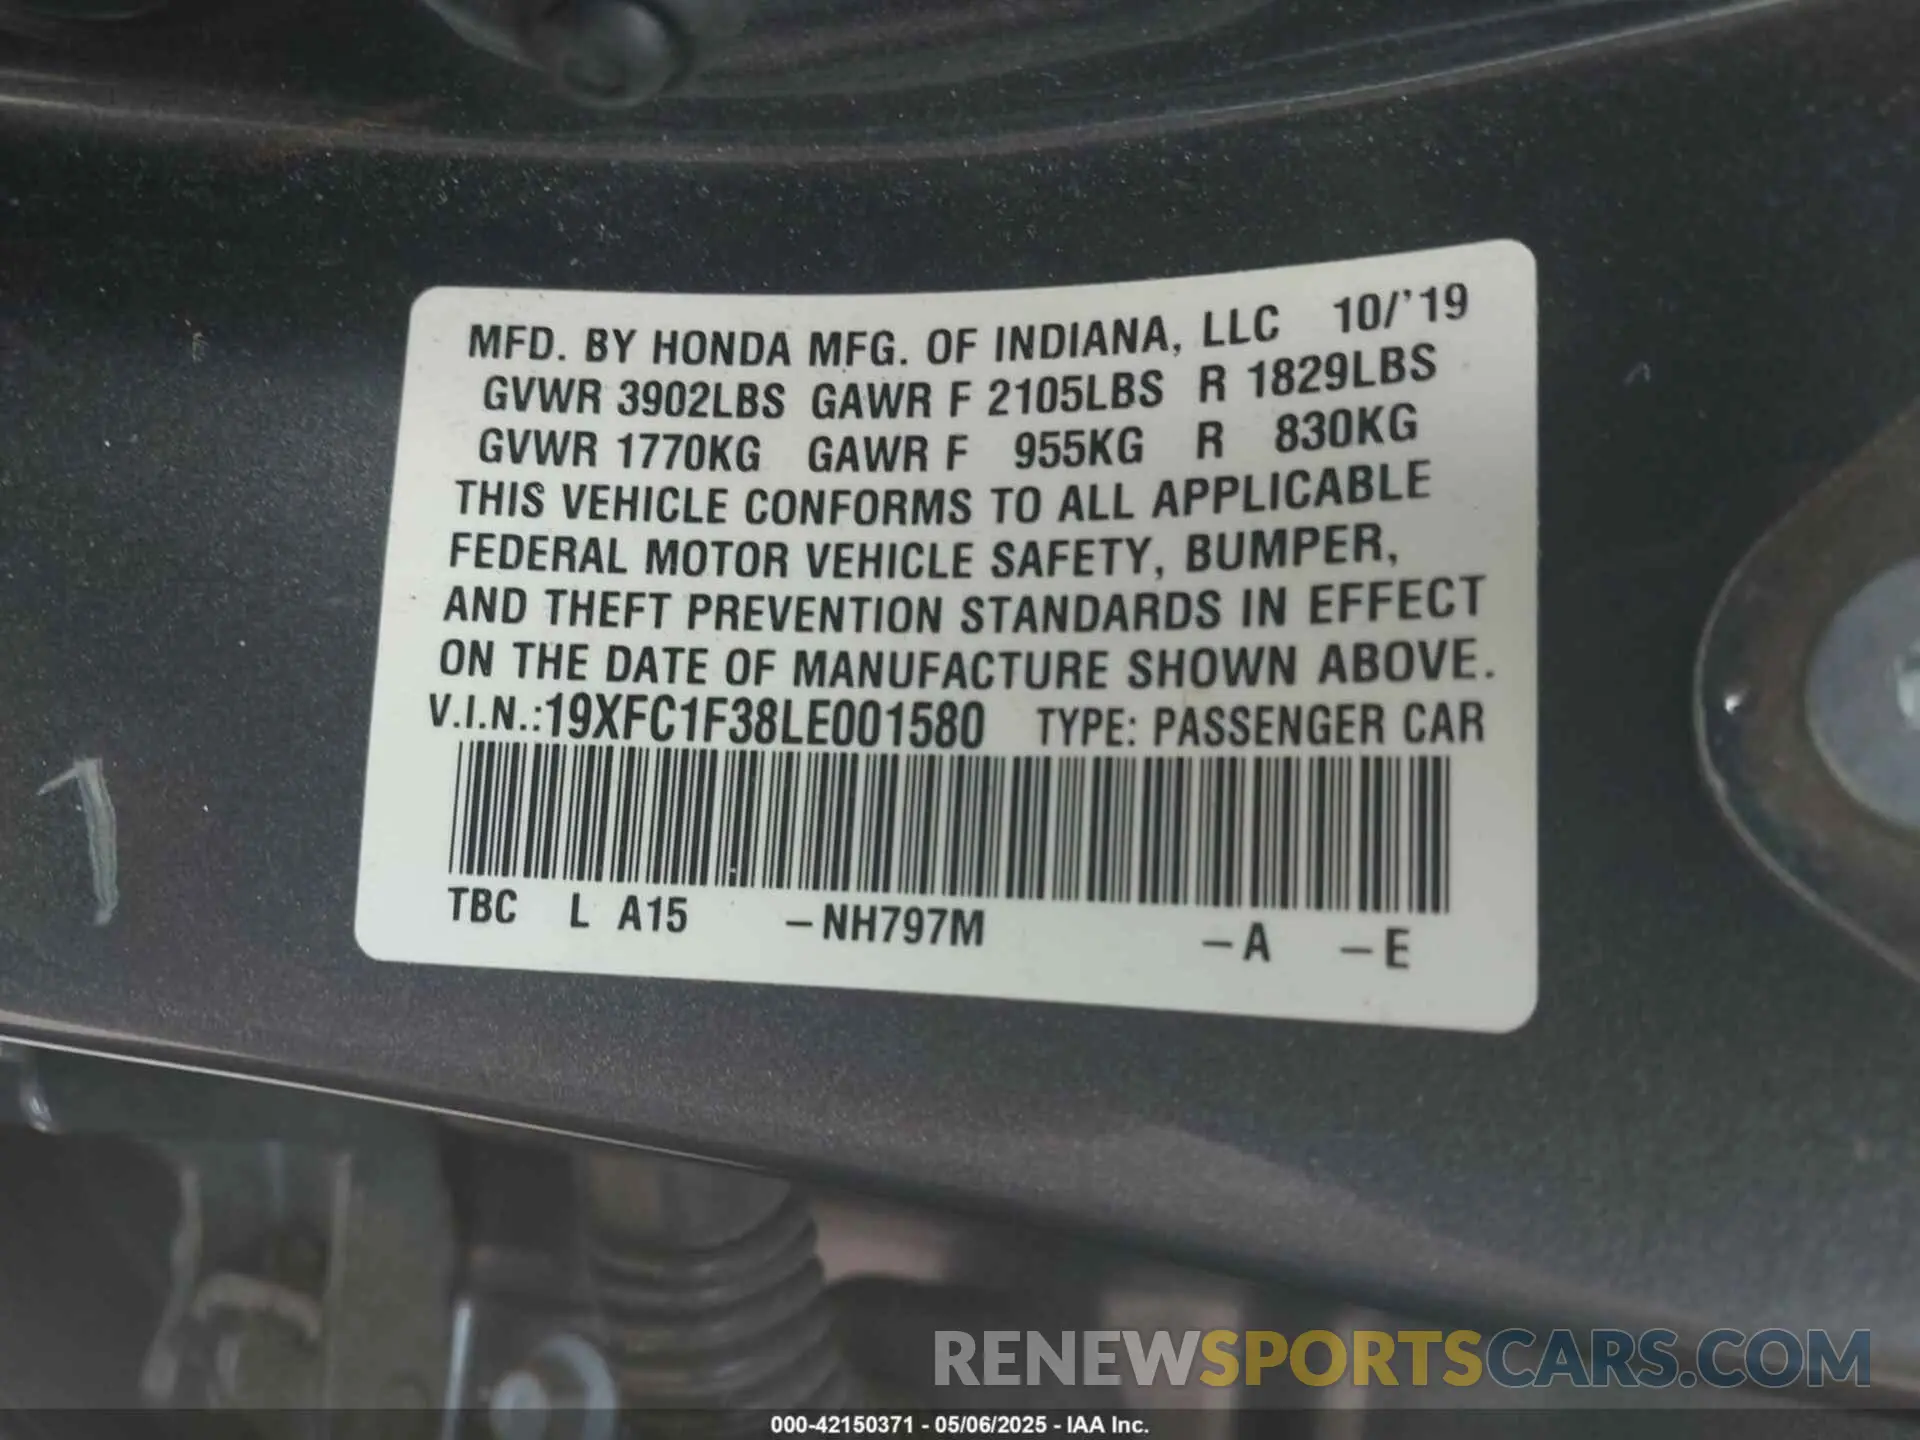 MFD. BY HONDA MFG. OF INDIANA, LLC 10/'19
GVWR 3902LBS GAWR F 2105LBS R 1829LBS
GVWR 1770KG GAWR F 955KG R 830KG
THIS VEHICLE CONFORMS TO ALL APPLICABLE
FEDERAL MOTOR VEHICLE SAFETY, BUMPER,
AND THEFT PREVENTION STANDARDS IN EFFECT
ON THE DATE OF MANUFACTURE SHOWN ABOVE.
V.I.N.:19XFC1F38LE001580 TYPE: PASSENGER CAR
TBC L A15 –NH797M –A –E
RENEWSPORTSCARS.COM
000-42150371 - 05/06/2025 - IAA Inc.